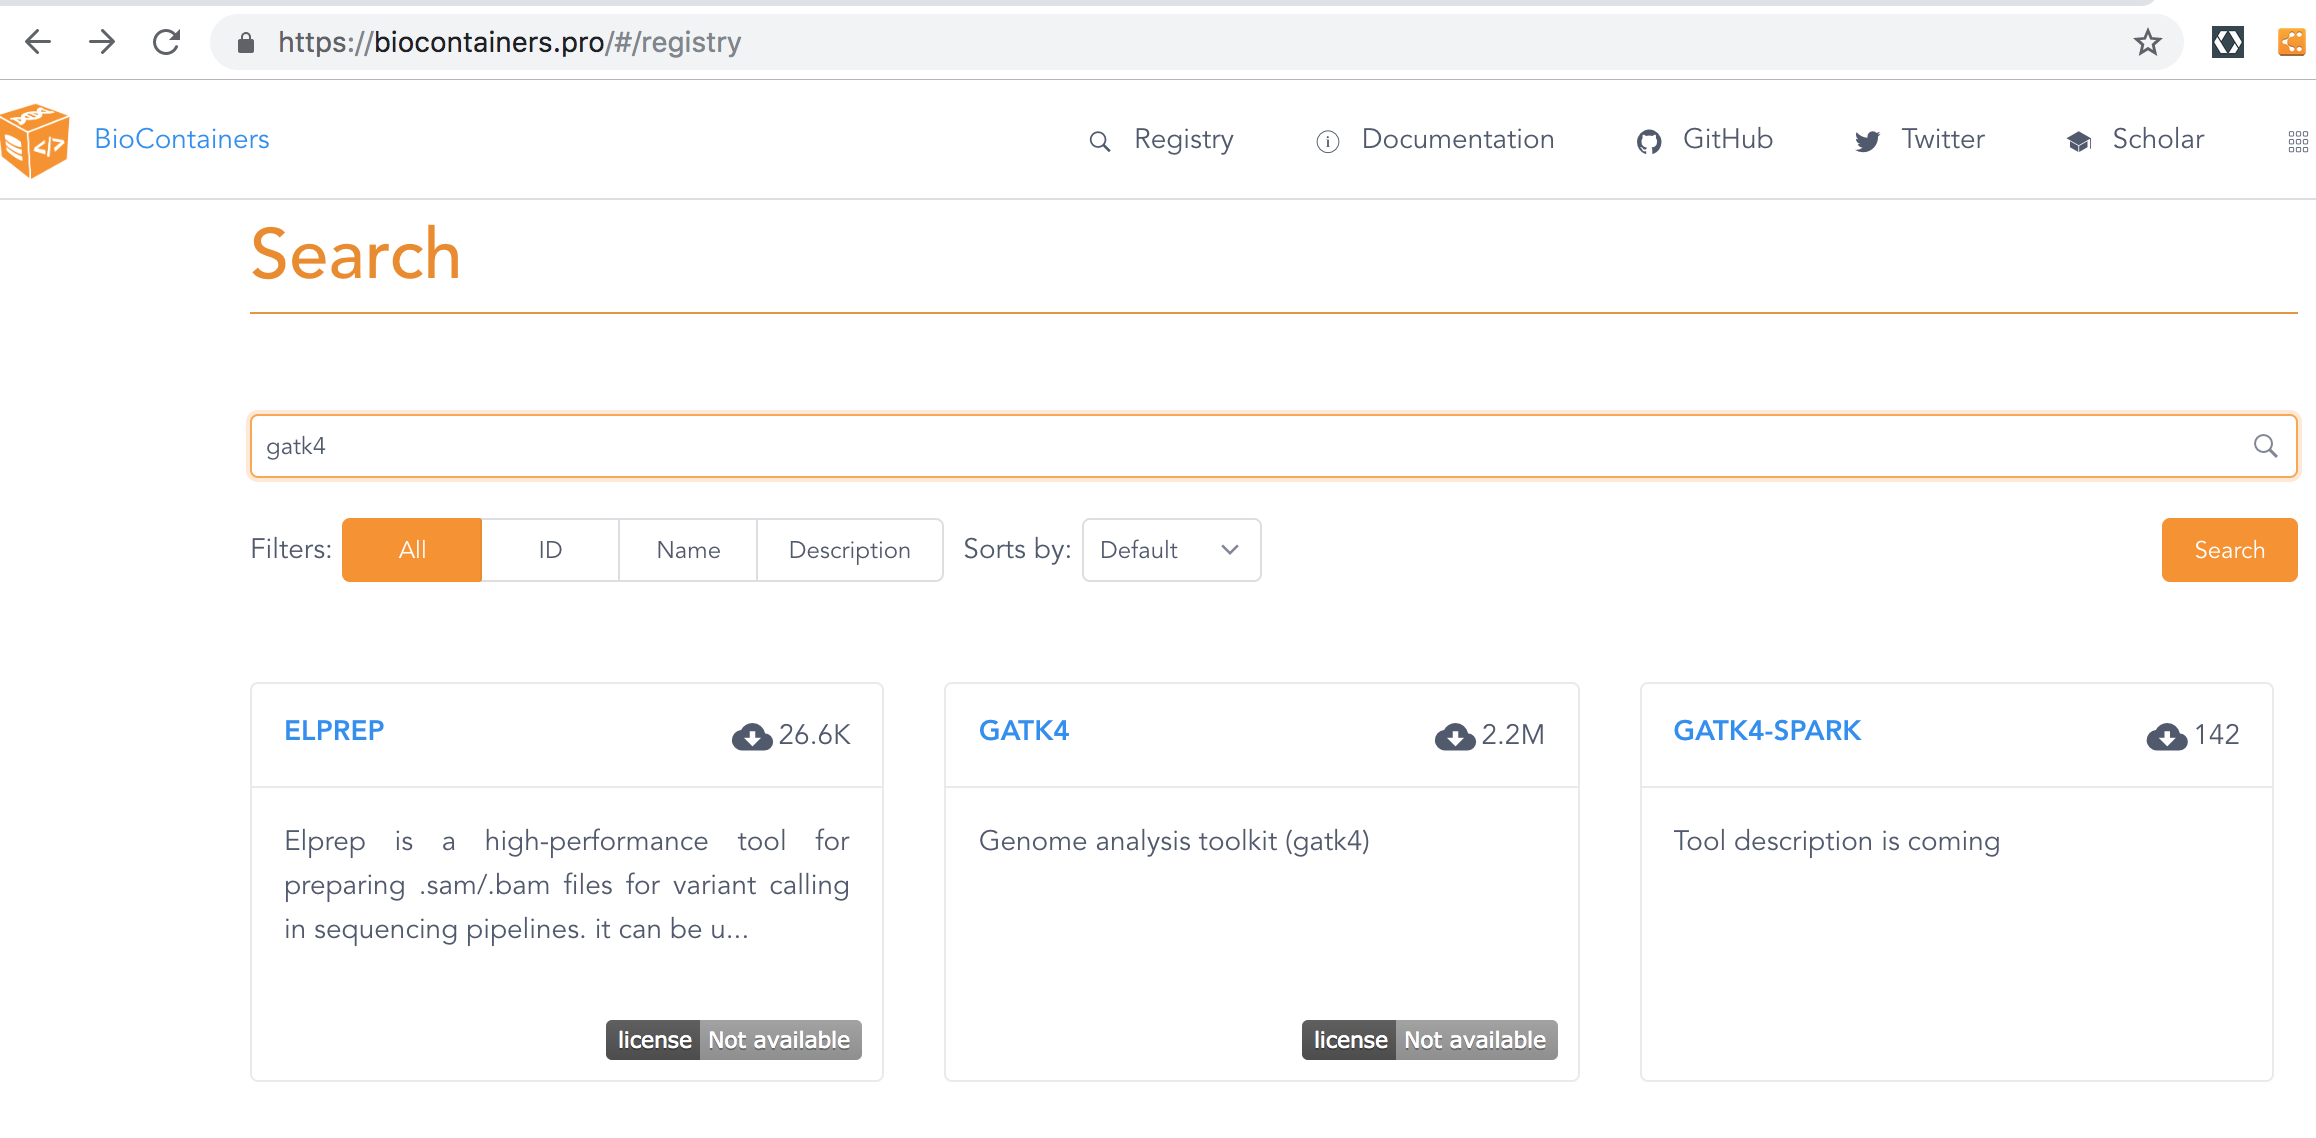 https://biocontainers.pro/#/registry
BioContainers
Registry
Documentation
GitHub
Twitter
Scholar
Search
gatk4
Filters: All ID Name Description Sorts by: Default Search
ELPREP 26.6K
Elprep is a high-performance tool for
preparing .sam/.bam files for variant calling
in sequencing pipelines. it can be u...
license Not available
GATK4 2.2M
Genome analysis toolkit (gatk4)
license Not available
GATK4-SPARK 142
Tool description is coming